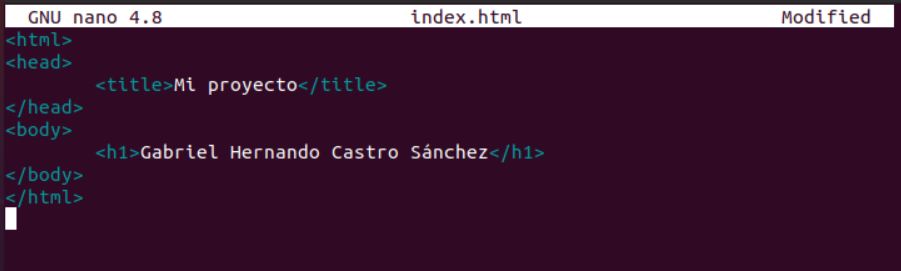 GNU nano 4.8 index.html Modified
<html>
<head>
<title>Mi proyecto</title>
</head>
<body>
<h1>Gabriel Hernando Castro Sánchez</h1>
</body>
</html>